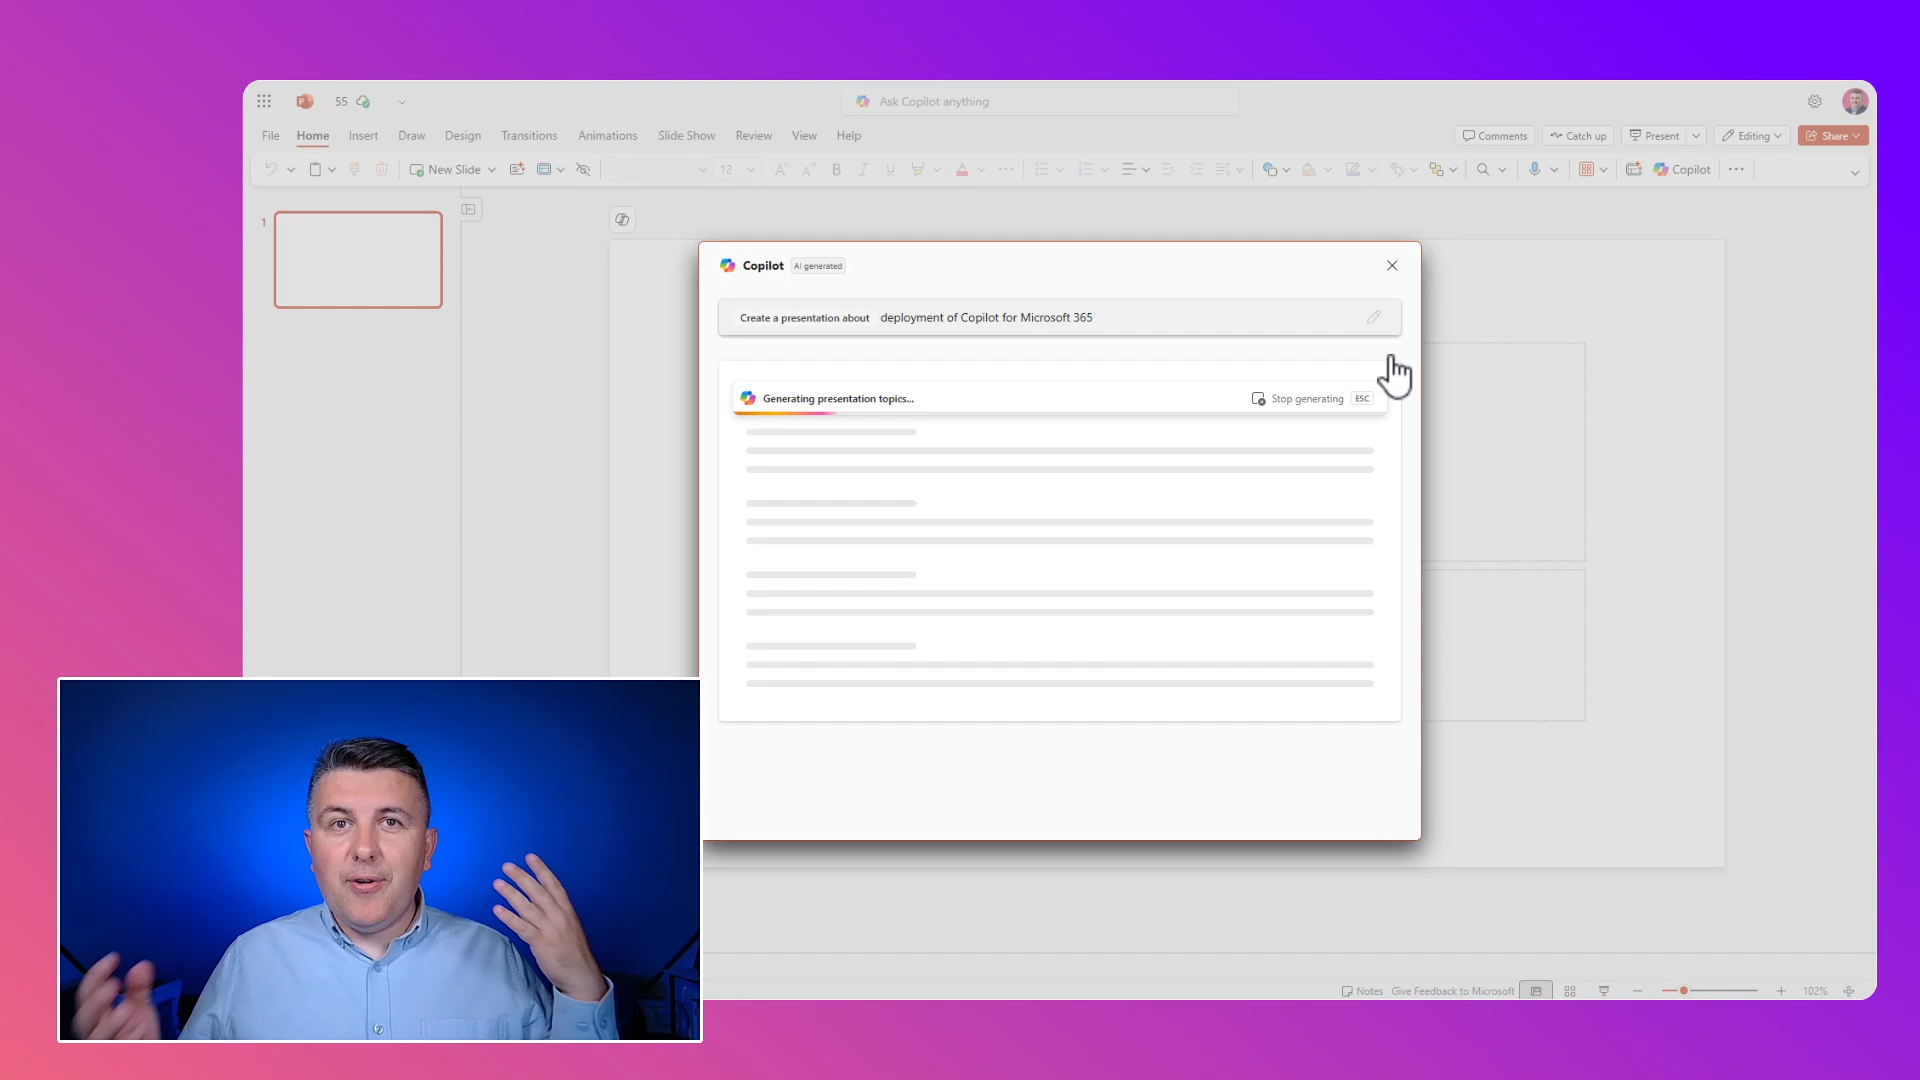 55
Ask Copilot anything
File Home Insert Draw Design Transitions Animations Slide Show Review View Help
Comments Catch up Present Editing Share
New Slide 12 B I U Copilot
1
Copilot AI generated
Create a presentation about deployment of Copilot for Microsoft 365
Generating presentation topics... Stop generating ESC
Notes Give Feedback to Microsoft 102%